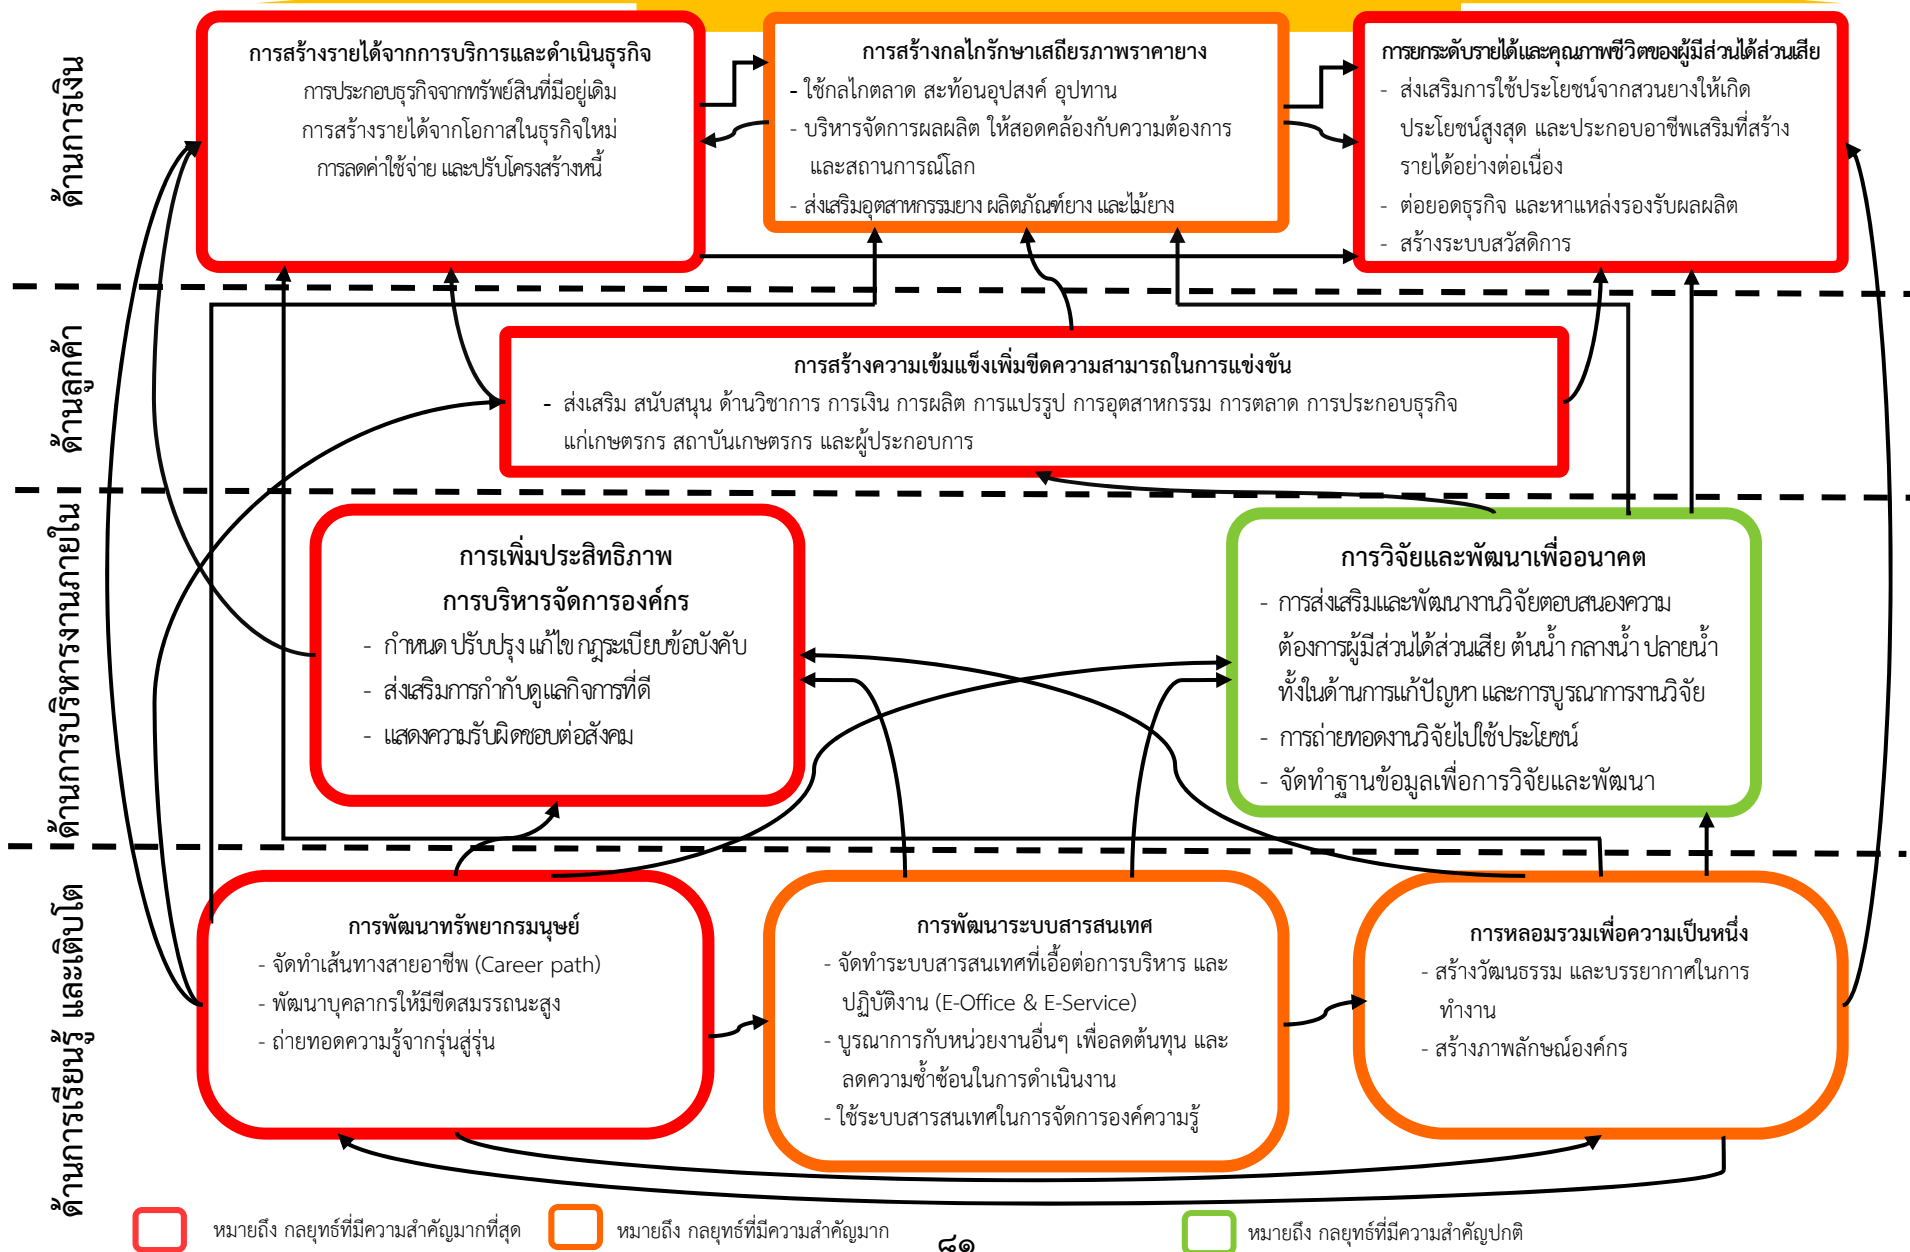 ด้านการเงิน
การสร้างรายได้จากการบริการและดำเนินธุรกิจ
การประกอบธุรกิจจากทรัพย์สินที่มีอยู่เดิม
การสร้างรายได้จากโอกาสในธุรกิจใหม่
การลดค่าใช้จ่าย และปรับโครงสร้างหนี้
การสร้างกลไกรักษาเสถียรภาพราคายาง
- ใช้กลไกตลาด สะท้อนอุปสงค์ อุปทาน
- บริหารจัดการผลผลิต ให้สอดคล้องกับความต้องการ
และสถานการณ์โลก
- ส่งเสริมอุตสาหกรรมยาง ผลิตภัณฑ์ยาง และไม้ยาง
การยกระดับรายได้และคุณภาพชีวิตของผู้มีส่วนได้ส่วนเสีย
- ส่งเสริมการใช้ประโยชน์จากสวนยางให้เกิด
ประโยชน์สูงสุด และประกอบอาชีพเสริมที่สร้าง
รายได้อย่างต่อเนื่อง
- ต่อยอดธุรกิจ และหาแหล่งรองรับผลผลิต
- สร้างระบบสวัสดิการ
ด้านลูกค้า
การสร้างความเข้มแข็งเพิ่มขีดความสามารถในการแข่งขัน
- ส่งเสริม สนับสนุน ด้านวิชาการ การเงิน การผลิต การแปรรูป การอุตสาหกรรม การตลาด การประกอบธุรกิจ
แก่เกษตรกร สถาบันเกษตรกร และผู้ประกอบการ
ด้านการบริหารงานภายใน
การเพิ่มประสิทธิภาพ
การบริหารจัดการองค์กร
- กำหนด ปรับปรุง แก้ไข กฎระเบียบข้อบังคับ
- ส่งเสริมการกำกับดูแลกิจการที่ดี
- แสดงความรับผิดชอบต่อสังคม
การวิจัยและพัฒนาเพื่ออนาคต
- การส่งเสริมและพัฒนางานวิจัยตอบสนองความ
ต้องการผู้มีส่วนได้ส่วนเสีย ต้นน้ำ กลางน้ำ ปลายน้ำ
ทั้งในด้านการแก้ปัญหา และการบูรณาการงานวิจัย
- การถ่ายทอดงานวิจัยไปใช้ประโยชน์
- จัดทำฐานข้อมูลเพื่อการวิจัยและพัฒนา
ด้านการเรียนรู้ และเติบโต
การพัฒนาทรัพยากรมนุษย์
- จัดทำเส้นทางสายอาชีพ (Career path)
- พัฒนาบุคลากรให้มีขีดสมรรถนะสูง
- ถ่ายทอดความรู้จากรุ่นสู่รุ่น
การพัฒนาระบบสารสนเทศ
- จัดทำระบบสารสนเทศที่เอื้อต่อการบริหาร และ
ปฏิบัติงาน (E-Office & E-Service)
- บูรณาการกับหน่วยงานอื่นๆ เพื่อลดต้นทุน และ
ลดความซ้ำซ้อนในการดำเนินงาน
- ใช้ระบบสารสนเทศในการจัดการองค์ความรู้
การหลอมรวมเพื่อความเป็นหนึ่ง
- สร้างวัฒนธรรม และบรรยากาศในการ
ทำงาน
- สร้างภาพลักษณ์องค์กร
หมายถึง กลยุทธ์ที่มีความสำคัญมากที่สุด
หมายถึง กลยุทธ์ที่มีความสำคัญมาก
หมายถึง กลยุทธ์ที่มีความสำคัญปกติ
๘๑